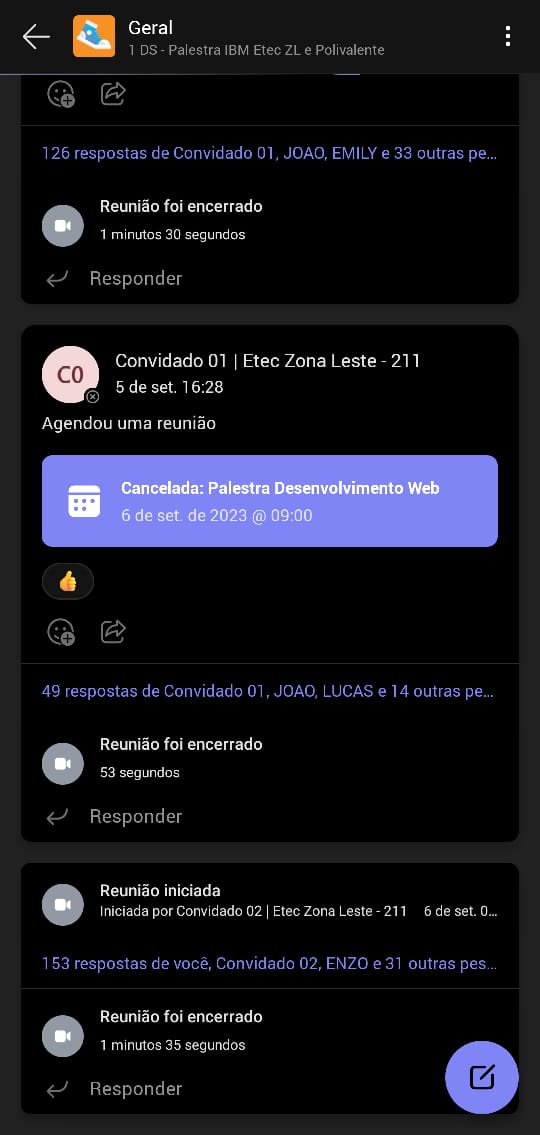 Geral
1 DS - Palestra IBM Etec ZL e Polivalente
126 respostas de Convidado 01, JOAO, EMILY e 33 outras pe...
Reunião foi encerrado
1 minutos 30 segundos
Responder
C0
Convidado 01 | Etec Zona Leste - 211
5 de set. 16:28
Agendou uma reunião
Cancelada: Palestra Desenvolvimento Web
6 de set. de 2023 @ 09:00
49 respostas de Convidado 01, JOAO, LUCAS e 14 outras pe...
Reunião foi encerrado
53 segundos
Responder
Reunião iniciada
Iniciada por Convidado 02 | Etec Zona Leste - 211 6 de set. 0...
153 respostas de você, Convidado 02, ENZO e 31 outras pes...
Reunião foi encerrado
1 minutos 35 segundos
Responder